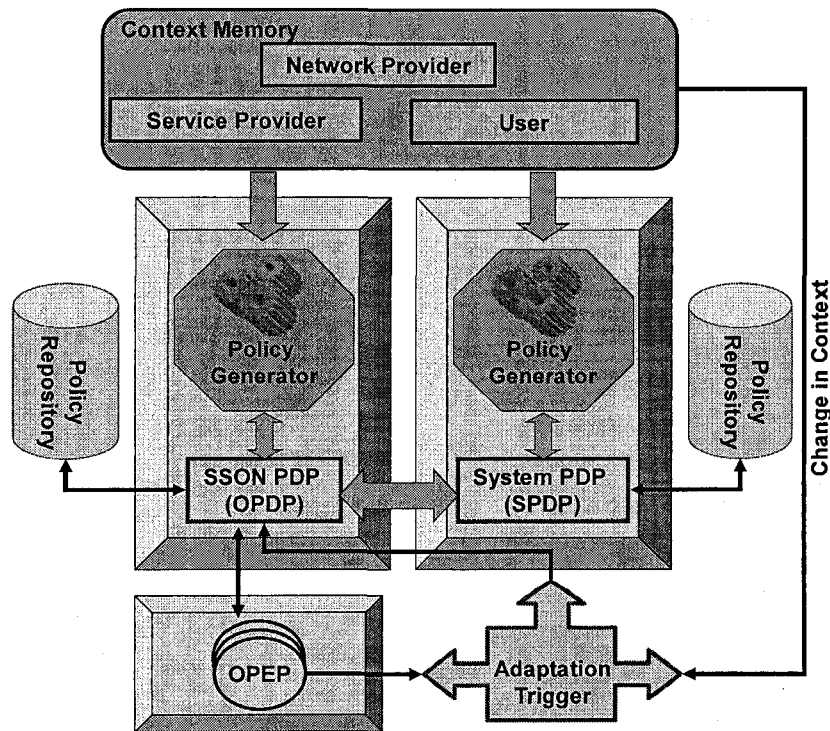 Context Memory
Network Provider
Service Provider
User
Policy
Generator
Policy
Generator
Policy
Repository
Policy
Repository
Change in Context
SSON PDP
(OPDP)
System PDP
(SPDP)
OPEP
Adaptation
Trigger